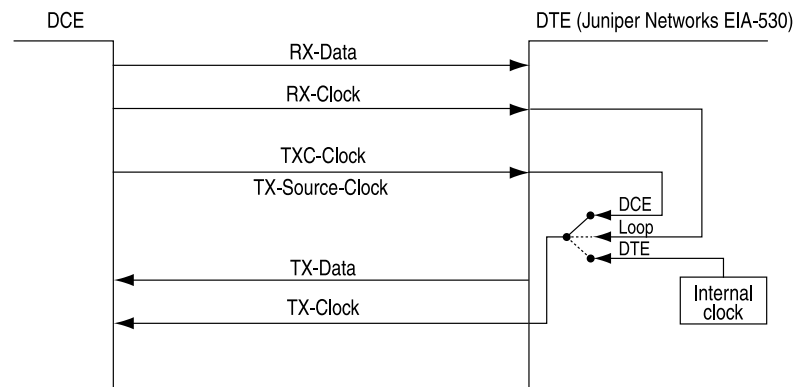 DCE
DTE (Juniper Networks EIA-530)
RX-Data
RX-Clock
TXC-Clock
TX-Source-Clock
DCE
Loop
DTE
TX-Data
Internal
clock
TX-Clock